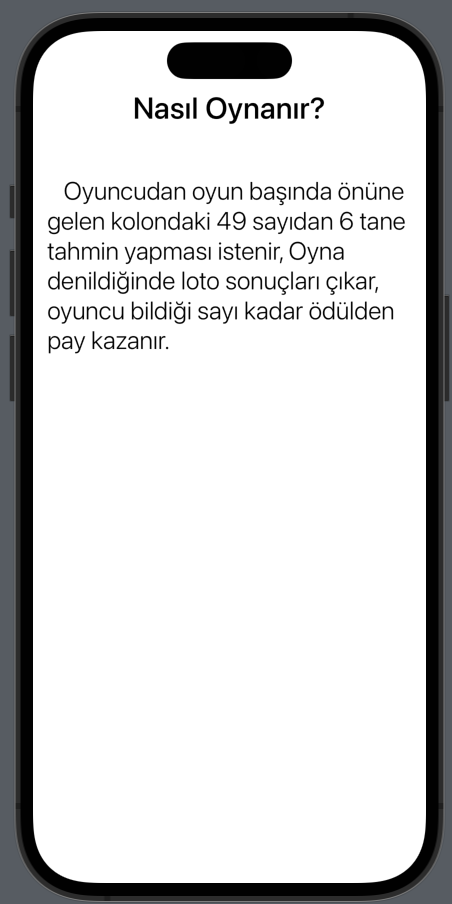 Nasıl Oynanır?
Oyuncudan oyun başında önüne
gelen kolondaki 49 sayıdan 6 tane
tahmin yapması istenir, Oyna
denildiğinde loto sonuçları çıkar,
oyuncu bildiği sayı kadar ödülden
pay kazanır.